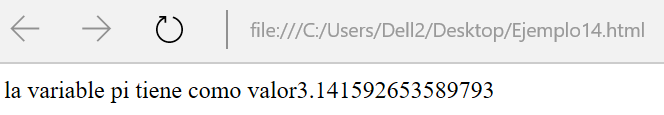 file:///C:/Users/Dell2/Desktop/Ejemplo14.html
la variable pi tiene como valor3.141592653589793